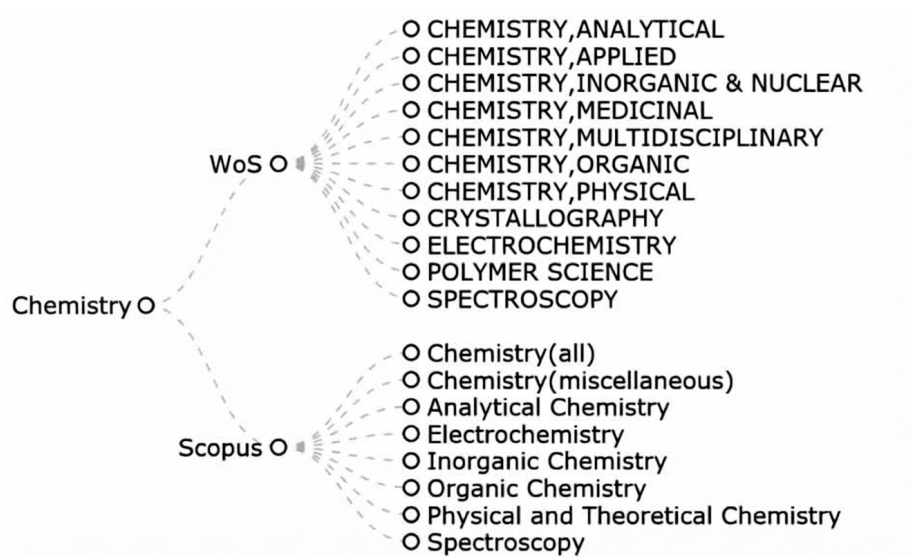 CHEMISTRY,ANALYTICAL
CHEMISTRY,APPLIED
CHEMISTRY,INORGANIC & NUCLEAR
CHEMISTRY,MEDICINAL
CHEMISTRY,MULTIDISCIPLINARY
WoS
CHEMISTRY,ORGANIC
CHEMISTRY,PHYSICAL
CRYSTALLOGRAPHY
ELECTROCHEMISTRY
POLYMER SCIENCE
SPECTROSCOPY
Chemistry
Chemistry(all)
Chemistry(miscellaneous)
Analytical Chemistry
Electrochemistry
Scopus
Inorganic Chemistry
Organic Chemistry
Physical and Theoretical Chemistry
Spectroscopy